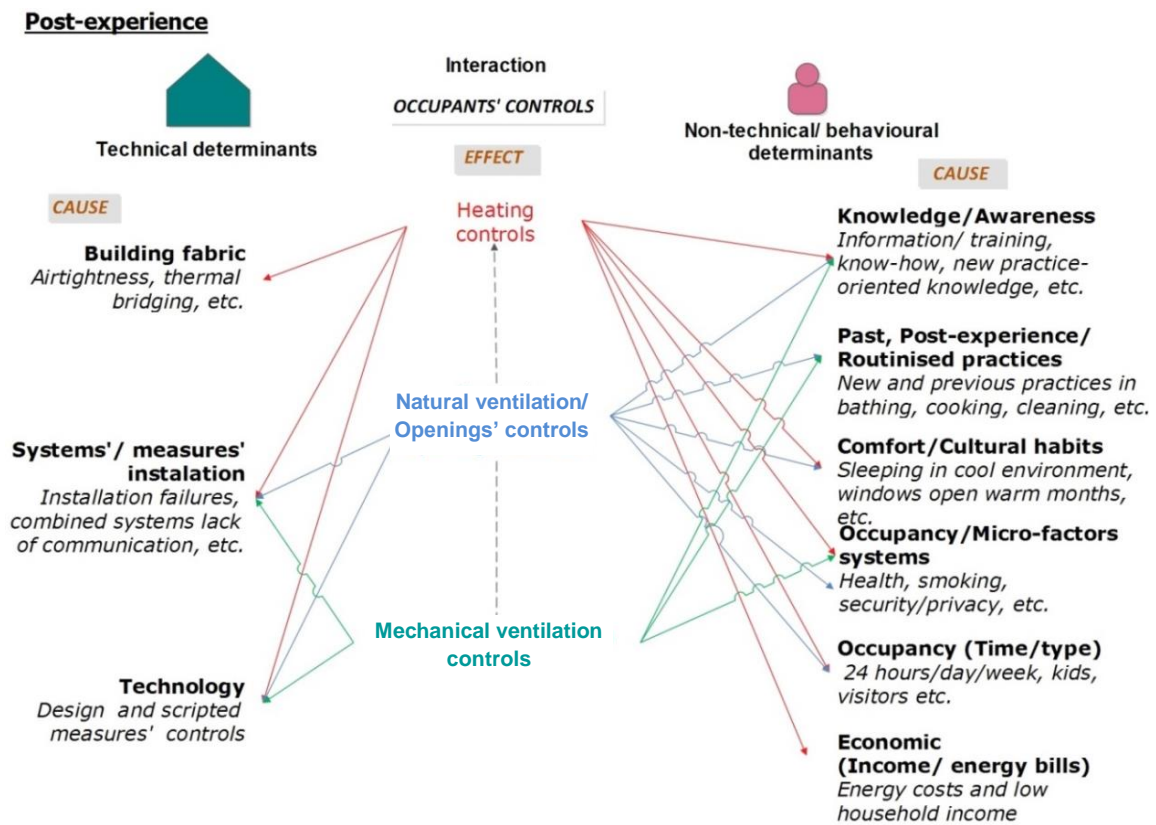 Post-experience
Technical determinants
CAUSE
Building fabric
Airtightness, thermal
bridging, etc.
Systems'/ measures'
instalation
Installation failures,
combined systems lack
of communication, etc.
Technology
Design and scripted
measures' controls
Interaction
OCCUPANTS' CONTROLS
EFFECT
Heating
controls
Natural ventilation/
Openings’ controls
Mechanical ventilation
controls
Non-technical/ behavioural
determinants
CAUSE
Knowledge/Awareness
Information/ training,
know-how, new practice-
oriented knowledge, etc.
Past, Post-experience/
Routinised practices
New and previous practices in
bathing, cooking, cleaning, etc.
Comfort/Cultural habits
Sleeping in cool environment,
windows open warm months,
etc.
Occupancy/Micro-factors
systems
Health, smoking,
security/privacy, etc.
Occupancy (Time/type)
24 hours/day/week, kids,
visitors etc.
Economic
(Income/ energy bills)
Energy costs and low
household income